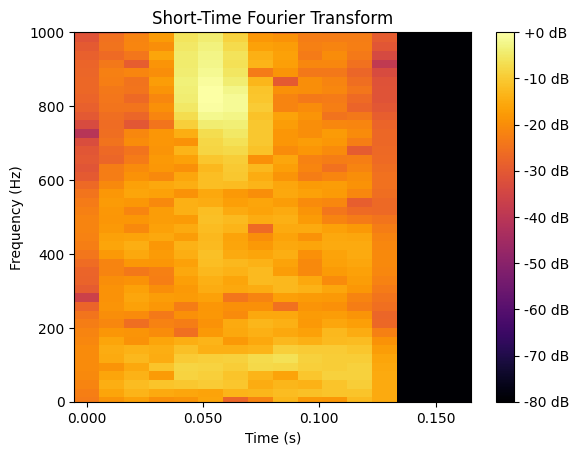 Short-Time Fourier Transform
1000
800
600
400
200
0
Frequency (Hz)
0.000
0.050
0.100
0.150
Time (s)
+0 dB
-10 dB
-20 dB
-30 dB
-40 dB
-50 dB
-60 dB
-70 dB
-80 dB